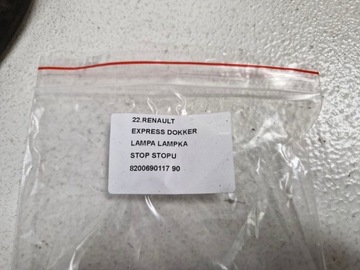 22.RENAULT
EXPRESS DOKKER
LAMPA LAMPKA
STOP STOPU
8200690117 90